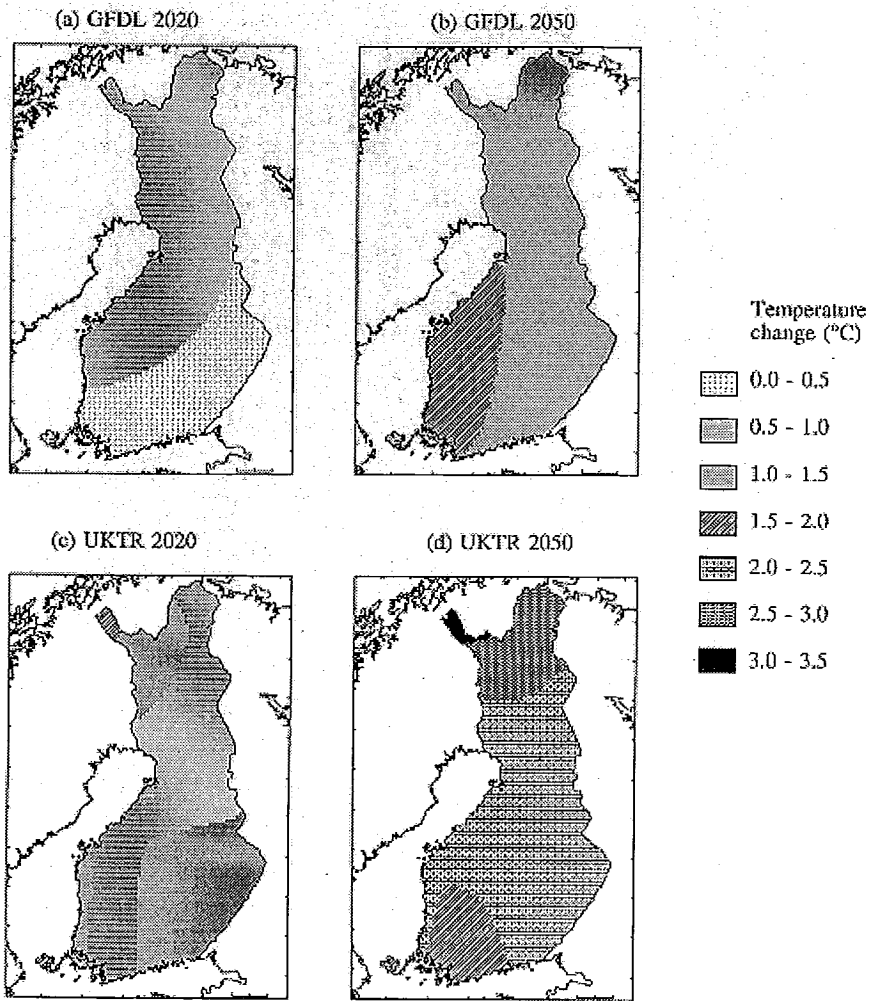 (a) GFDL 2020
(b) GFDL 2050
Temperature
change (°C)
0.0 - 0.5
0.5 - 1.0
1.0 - 1.5
1.5 - 2.0
2.0 - 2.5
2.5 - 3.0
3.0 - 3.5
(c) UKTR 2020
(d) UKTR 2050